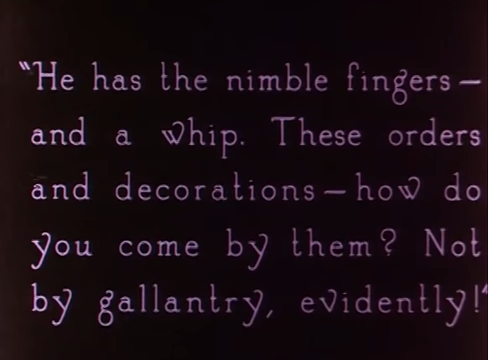 "He has the nimble fingers—
and a whip. These orders
and decorations—how do
you come by them? Not
by gallantry, evidently!"